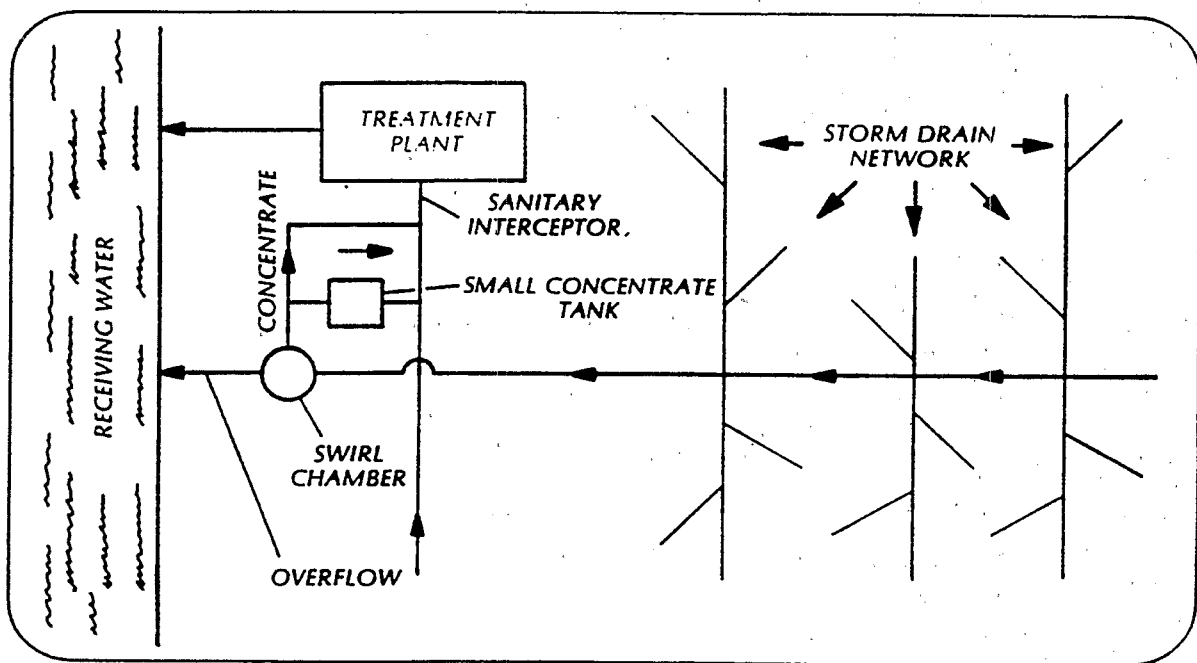 TREATMENT
PLANT
STORM DRAIN
NETWORK
SANITARY
INTERCEPTOR.
CONCENTRATE
RECEIVING WATER
SMALL CONCENTRATE
TANK
SWIRL
CHAMBER
OVERFLOW